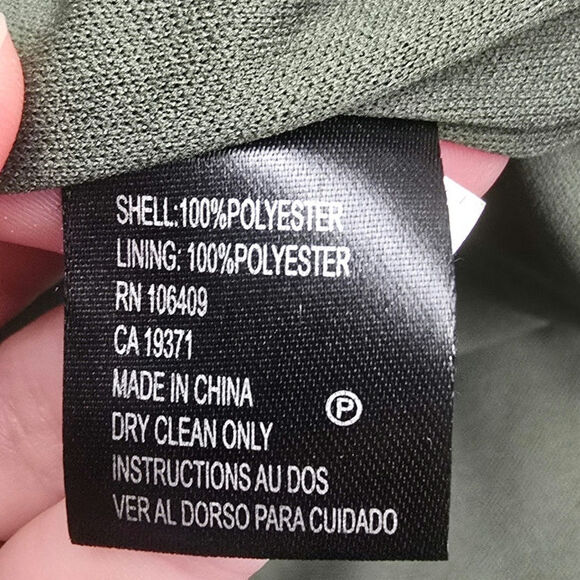 SHELL:100%POLYESTER
LINING: 100%POLYESTER
RN 106409
CA 19371
MADE IN CHINA
P
DRY CLEAN ONLY
INSTRUCTIONS AU DOS
VER AL DORSO PARA CUIDADO